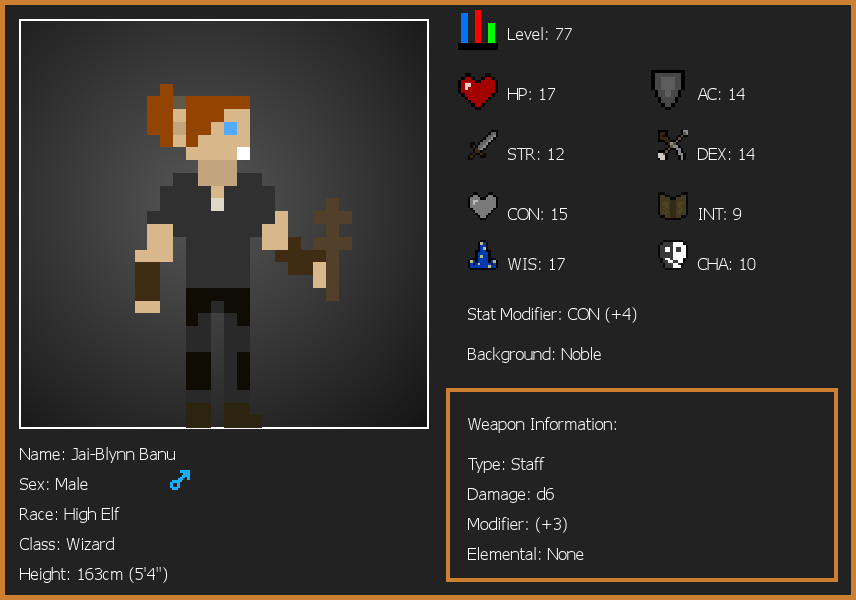 Level: 77
HP: 17
AC: 14
STR: 12
DEX: 14
CON: 15
INT: 9
WIS: 17
CHA: 10
Stat Modifier: CON (+4)
Background: Noble
Weapon Information:
Type: Staff
Damage: d6
Modifier: (+3)
Elemental: None
Name: Jai-Blynn Banu
Sex: Male
Race: High Elf
Class: Wizard
Height: 163cm (5'4")